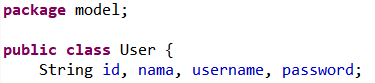 package model;
public class User {
String id, nama, username, password;